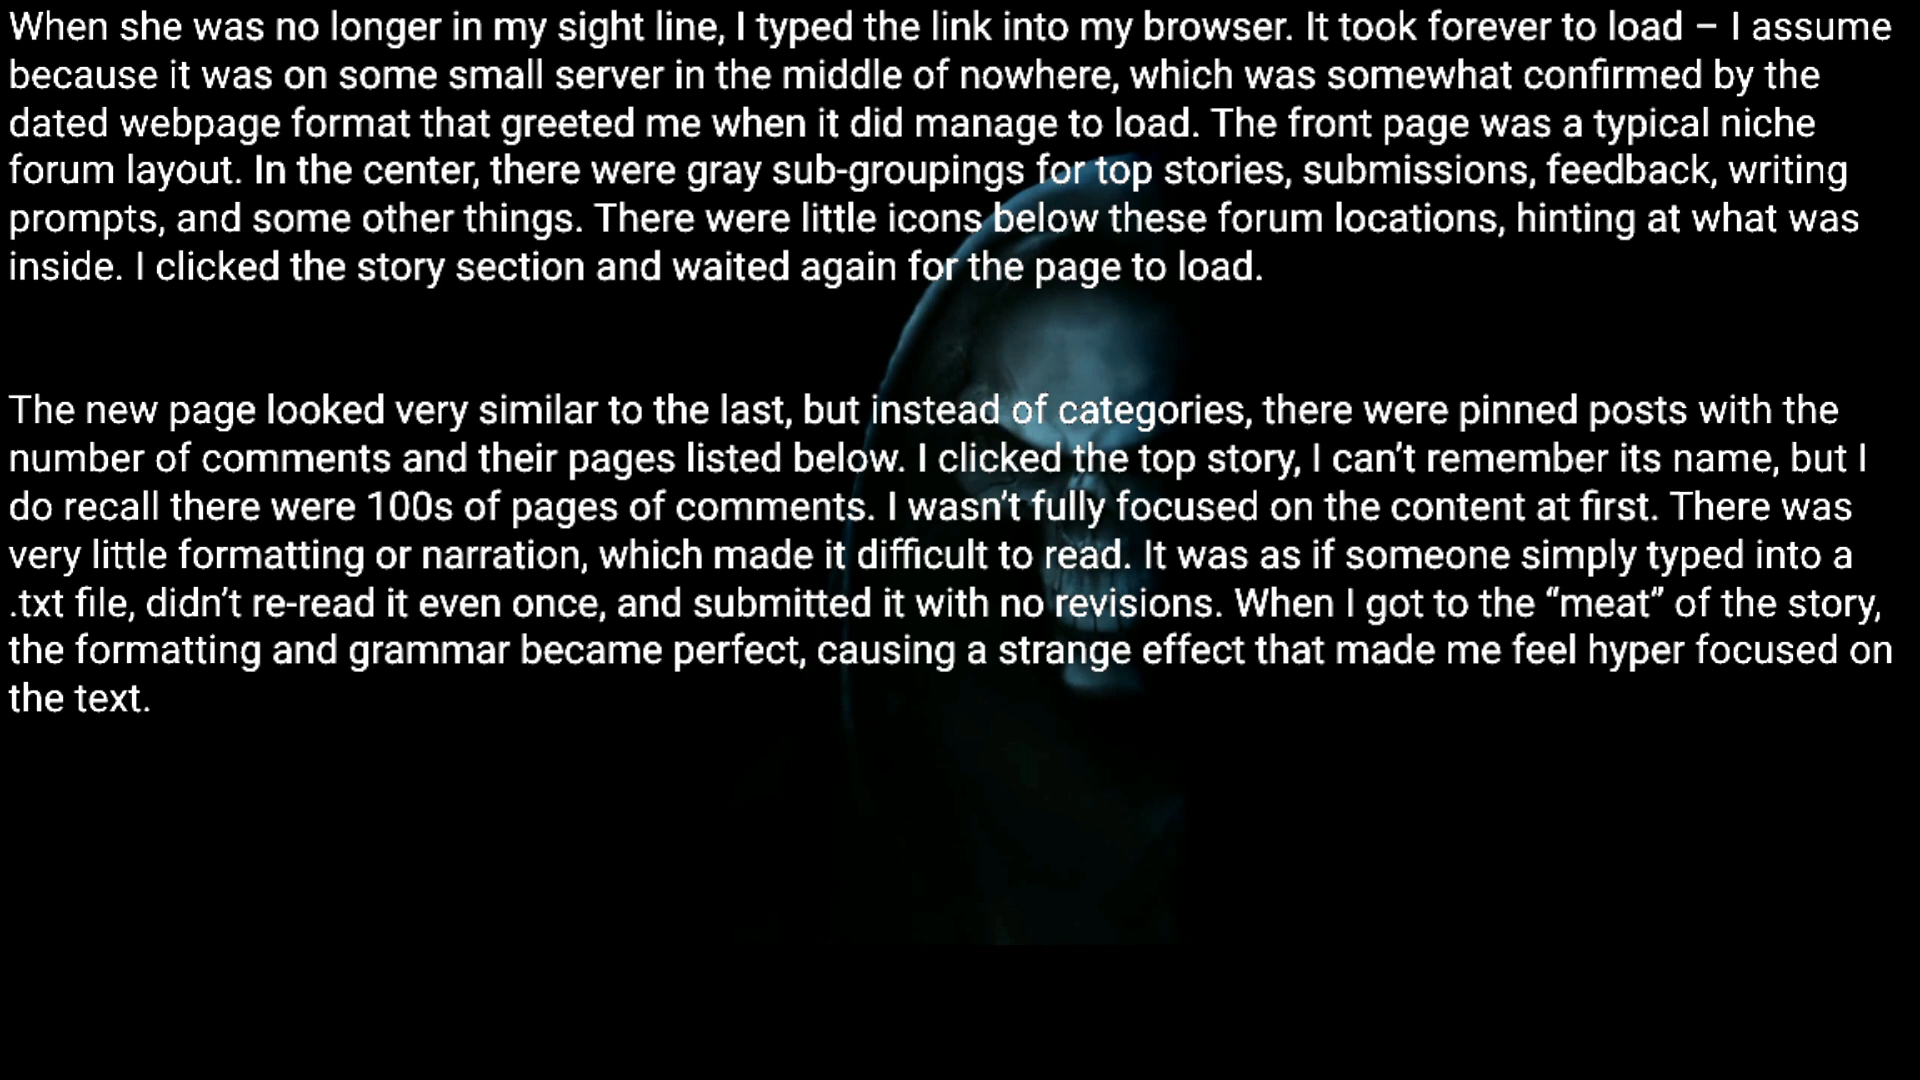 When she was no longer in my sight line, I typed the link into my browser. It took forever to load – I assume
because it was on some small server in the middle of nowhere, which was somewhat confirmed by the
dated webpage format that greeted me when it did manage to load. The front page was a typical niche
forum layout. In the center, there were gray sub-groupings for top stories, submissions, feedback, writing
prompts, and some other things. There were little icons below these forum locations, hinting at what was
inside. I clicked the story section and waited again for the page to load.
The new page looked very similar to the last, but instead of categories, there were pinned posts with the
number of comments and their pages listed below. I clicked the top story, I can’t remember its name, but I
do recall there were 100s of pages of comments. I wasn’t fully focused on the content at first. There was
very little formatting or narration, which made it difficult to read. It was as if someone simply typed into a
.txt file, didn’t re-read it even once, and submitted it with no revisions. When I got to the “meat” of the story,
the formatting and grammar became perfect, causing a strange effect that made me feel hyper focused on
the text.